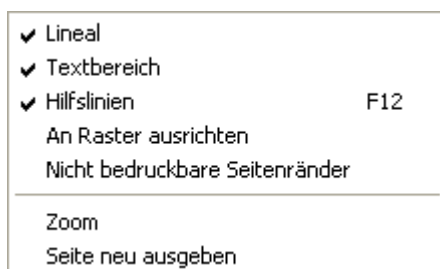 Lineal
Textbereich
Hilfslinien F12
An Raster ausrichten
Nicht bedruckbare Seitenränder
Zoom
Seite neu ausgeben